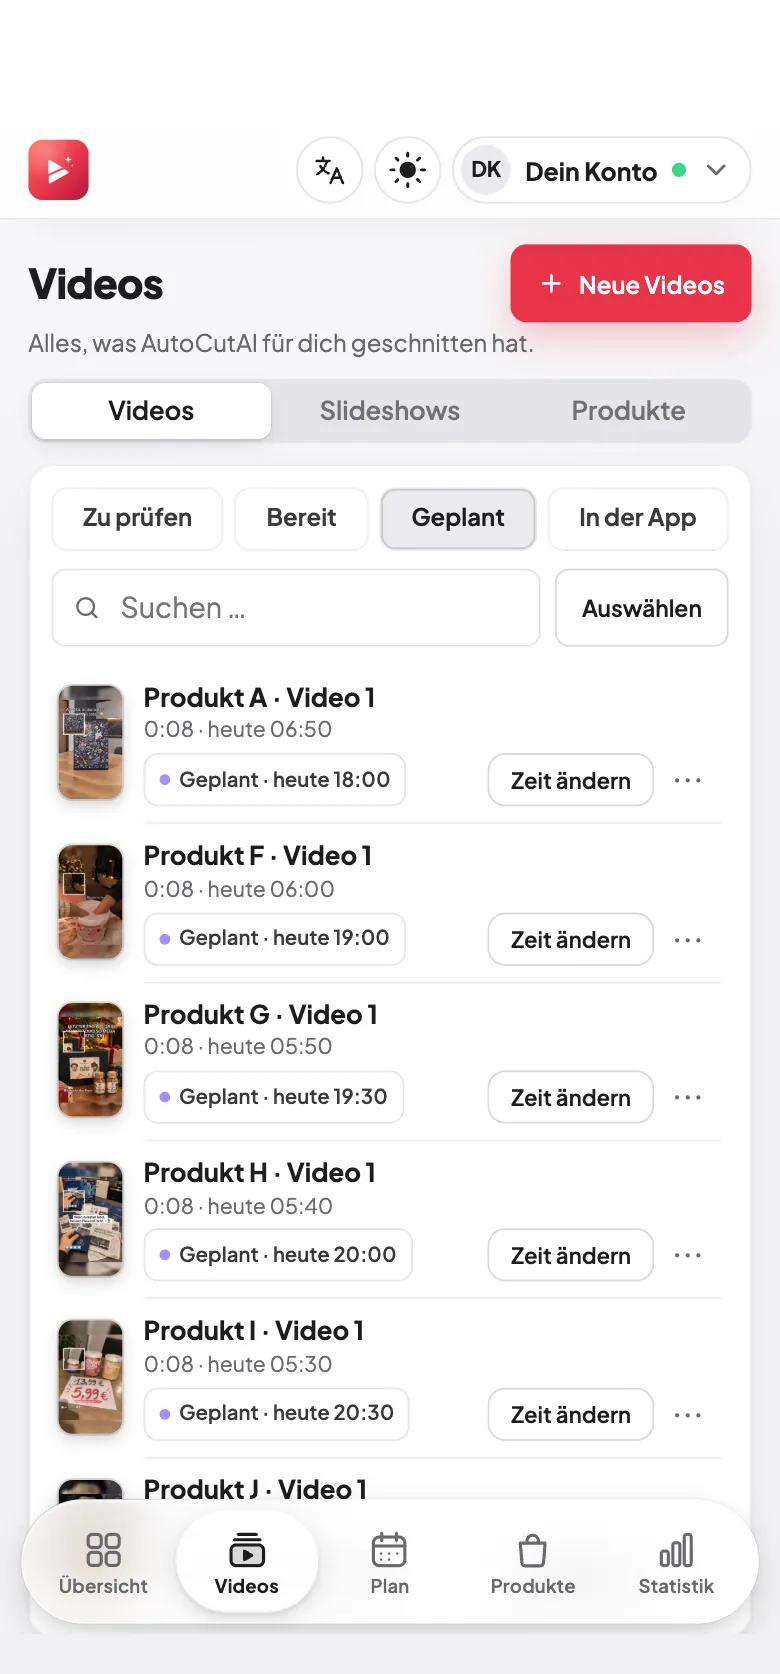 DK Dein Konto
Videos
+ Neue Videos
Alles, was AutoCutAI für dich geschnitten hat.
Videos Slideshows Produkte
Zu prüfen Bereit Geplant In der App
Suchen ... Auswählen
Produkt A · Video 1
0:08 · heute 06:50
Geplant · heute 18:00 Zeit ändern ...
Produkt F · Video 1
0:08 · heute 06:00
Geplant · heute 19:00 Zeit ändern ...
Produkt G · Video 1
0:08 · heute 05:50
Geplant · heute 19:30 Zeit ändern ...
Produkt H · Video 1
0:08 · heute 05:40
Geplant · heute 20:00 Zeit ändern ...
Produkt I · Video 1
0:08 · heute 05:30
13,99 €
5,99 €
Geplant · heute 20:30 Zeit ändern ...
Produkt J · Video 1
Übersicht Videos Plan Produkte Statistik